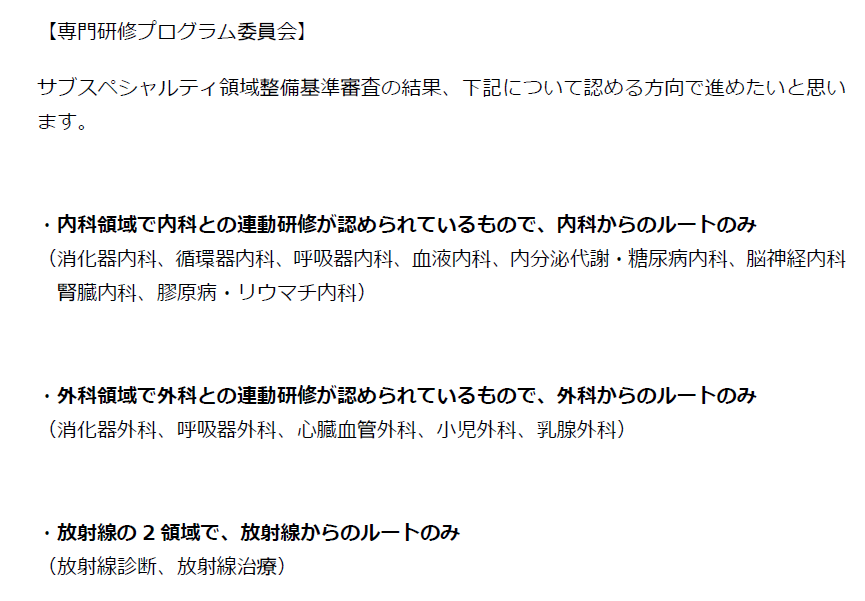 【専門研修プログラム委員会】
サブスペシャルティ領域整備基準審査の結果、下記について認める方向で進めたいと思い
ます。
・内科領域で内科との連動研修が認められているもので、内科からのルートのみ
（消化器内科、循環器内科、呼吸器内科、血液内科、内分泌代謝・糖尿病内科、脳神経内科
腎臓内科、膠原病・リウマチ内科）
・外科領域で外科との連動研修が認められているもので、外科からのルートのみ
（消化器外科、呼吸器外科、心臓血管外科、小児外科、乳腺外科）
・放射線の 2 領域で、放射線からのルートのみ
（放射線診断、放射線治療）